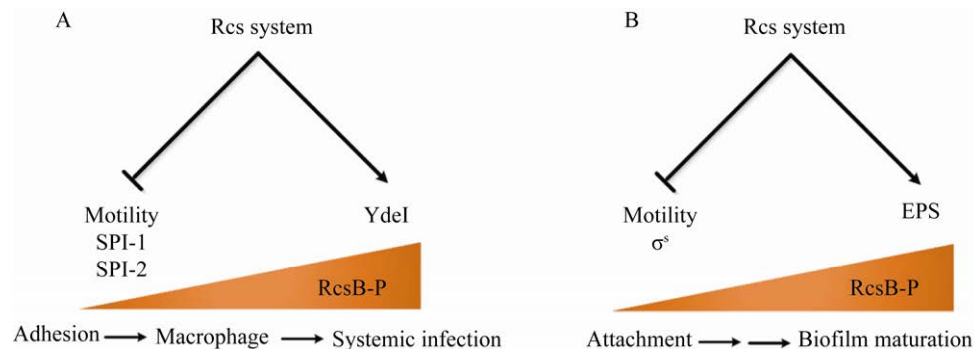 A
Rcs system
Motility
SPI-1
SPI-2
YdeI
RcsB-P
Adhesion → Macrophage → Systemic infection
B
Rcs system
Motility
σˢ
EPS
RcsB-P
Attachment → → Biofilm maturation